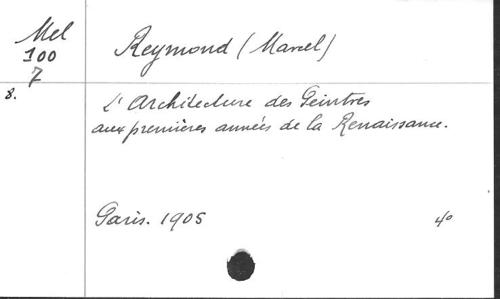 Mel
100
7
8.
Reymond (Marcel)
L'Architecture des Peintres
aux premières années de la Renaissance.
Paris. 1905
4°